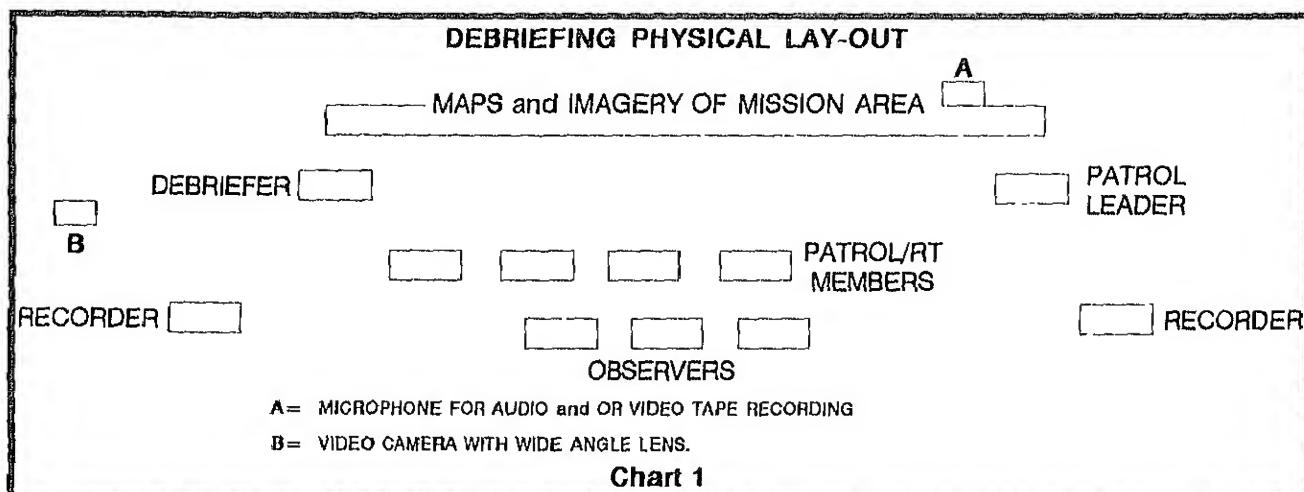 DEBRIEFING PHYSICAL LAY-OUT
A
MAPS and IMAGERY OF MISSION AREA
DEBRIEFER
PATROL
LEADER
B
PATROL/RT
MEMBERS
RECORDER
RECORDER
OBSERVERS
A= MICROPHONE FOR AUDIO and OR VIDEO TAPE RECORDING
B= VIDEO CAMERA WITH WIDE ANGLE LENS.
Chart 1